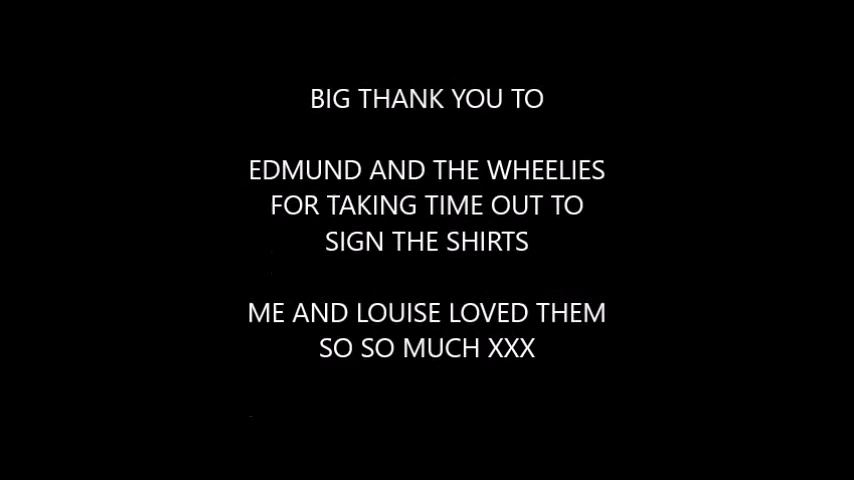 BIG THANK YOU TO
EDMUND AND THE WHEELIES
FOR TAKING TIME OUT TO
SIGN THE SHIRTS
ME AND LOUISE LOVED THEM
SO SO MUCH XXX